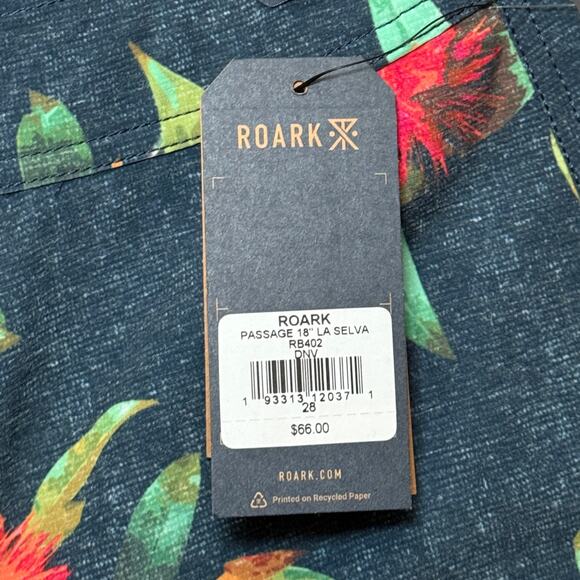 ROARK
ROARK
PASSAGE 18" LA SELVA
RB402
DNV
1 93313 12037 1
28
$66.00
ROARK.COM
Printed on Recycled Paper